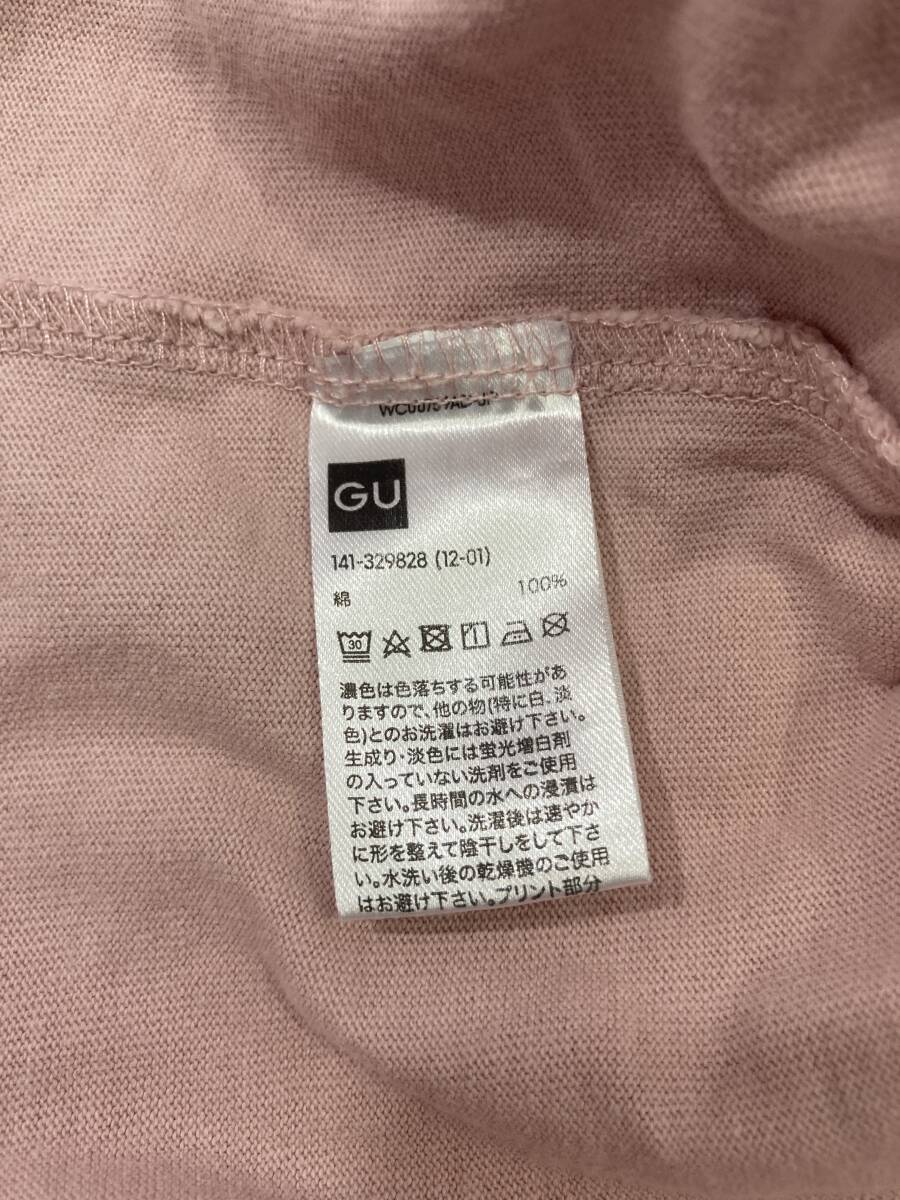 GU
141-329828 (12-01)
綿 100%
30
濃色は色落ちする可能性があ
りますので、他の物(特に白、淡
色)とのお洗濯はお避け下さい。
生成り・淡色には蛍光増白剤
の入っていない洗剤をご使用
下さい。長時間の水への浸漬は
お避け下さい。洗濯後は速やか
に形を整えて陰干しをして下さ
い。水洗い後の乾燥機のご使用
はお避け下さい。プリント部分